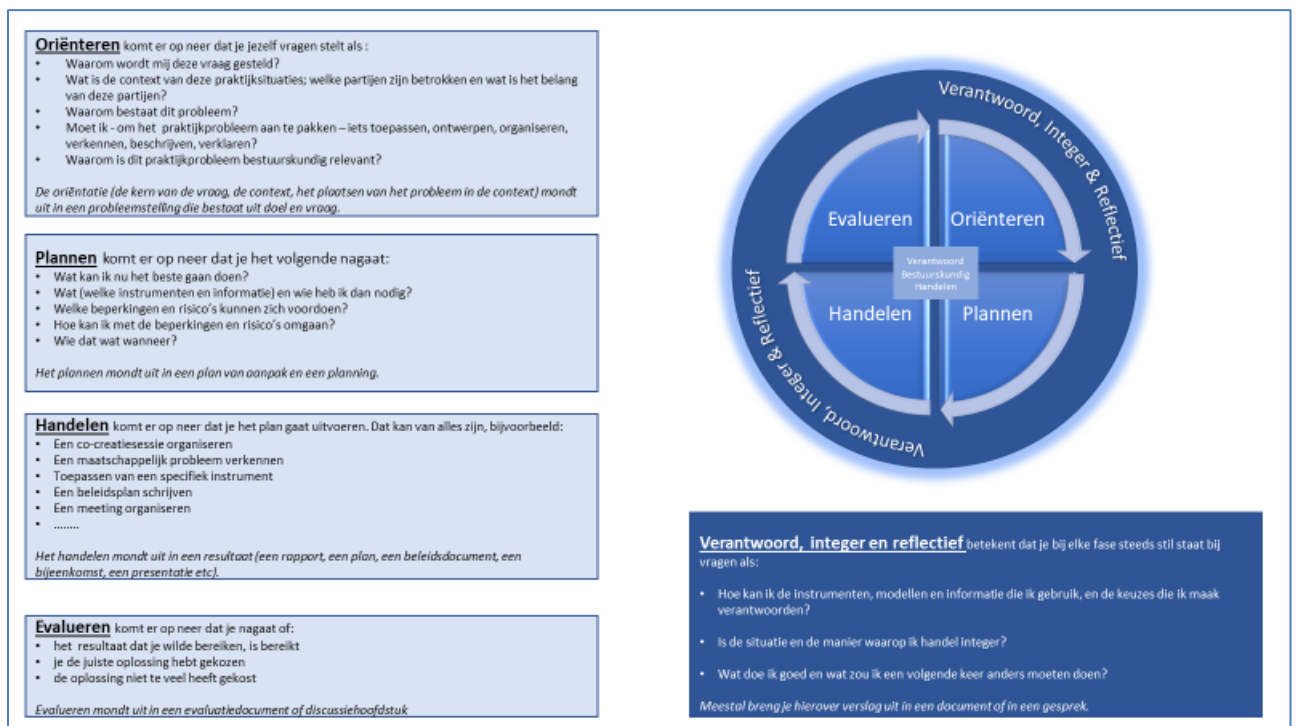 Oriënteren komt er op neer dat je jezelf vragen stelt als :
• Waarom wordt mij deze vraag gesteld?
• Wat is de context van deze praktijksituaties; welke partijen zijn betrokken en wat is het belang
van deze partijen?
• Waarom bestaat dit probleem?
• Moet ik - om het praktijkprobleem aan te pakken – iets toepassen, ontwerpen, organiseren,
verkennen, beschrijven, verklaren?
• Waarom is dit praktijkprobleem bestuurskundig relevant?
De oriëntatie (de kern van de vraag, de context, het plaatsen van het probleem in de context) mondt
uit in een probleemstelling die bestaat uit doel en vraag.
Plannen komt er op neer dat je het volgende nagaat:
• Wat kan ik nu het beste gaan doen?
• Wat (welke instrumenten en informatie) en wie heb ik dan nodig?
• Welke beperkingen en risico's kunnen zich voordoen?
• Hoe kan ik met de beperkingen en risico's omgaan?
• Wie dat wat wanneer?
Het plannen mondt uit in een plan van aanpak en een planning.
Handelen komt er op neer dat je het plan gaat uitvoeren. Dat kan van alles zijn, bijvoorbeeld:
• Een co-creatiesessie organiseren
• Een maatschappelijk probleem verkennen
• Toepassen van een specifiek instrument
• Een beleidsplan schrijven
• Een meeting organiseren
• ........
Het handelen mondt uit in een resultaat (een rapport, een plan, een beleidsdocument, een
bijeenkomst, een presentatie etc).
Evalueren komt er op neer dat je nagaat of:
• het resultaat dat je wilde bereiken, is bereikt
• je de juiste oplossing hebt gekozen
• de oplossing niet te veel heeft gekost
Evalueren mondt uit in een evaluatiedocument of discussiehoofdstuk
Verantwoord, Integer & Reflectief
Evalueren
Oriënteren
Verantwoord
Bestuurskundig
Handelen
Handelen
Plannen
Verantwoord, Integer & Reflectief
Verantwoord, integer en reflectief betekent dat je bij elke fase steeds stil staat bij
vragen als:
• Hoe kan ik de instrumenten, modellen en informatie die ik gebruik, en de keuzes die ik maak
verantwoorden?
• Is de situatie en de manier waarop ik handel integer?
• Wat doe ik goed en wat zou ik een volgende keer anders moeten doen?
Meestal breng je hierover verslag uit in een document of in een gesprek.